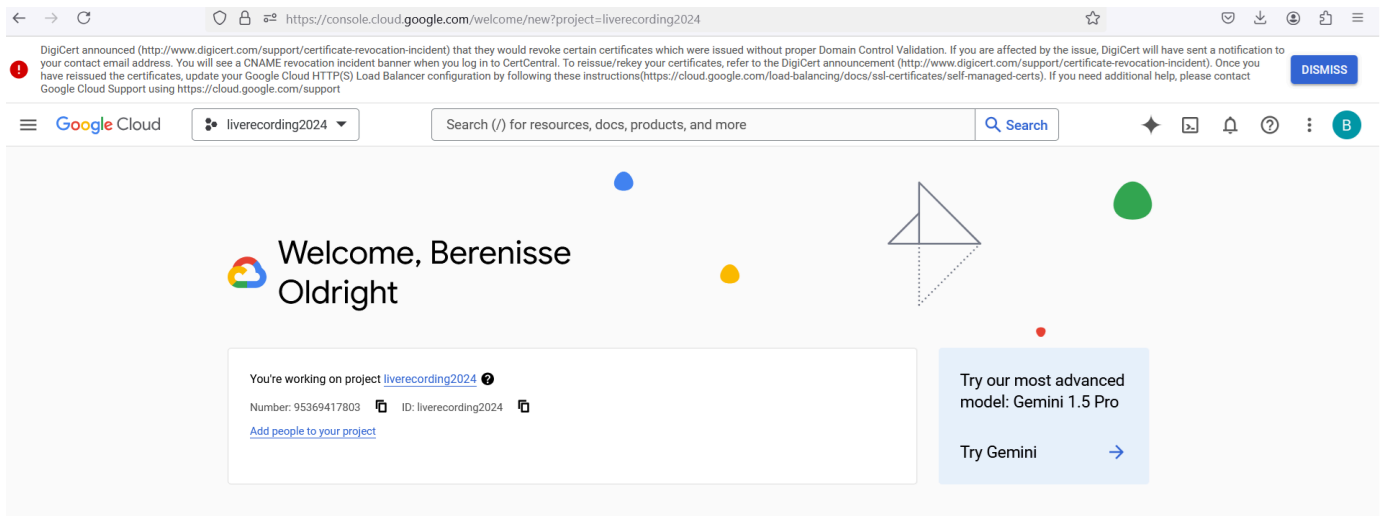 https://console.cloud.google.com/welcome/new?project=liverecording2024
DigiCert announced (http://www.digicert.com/support/certificate-revocation-incident) that they would revoke certain certificates which were issued without proper Domain Control Validation. If you are affected by the issue, DigiCert will have sent a notification to
your contact email address. You will see a CNAME revocation incident banner when you log in to CertCentral. To reissue/rekey your certificates, refer to the DigiCert announcement (http://www.digicert.com/support/certificate-revocation-incident). Once you
have reissued the certificates, update your Google Cloud HTTP(S) Load Balancer configuration by following these instructions(https://cloud.google.com/load-balancing/docs/ssl-certificates/self-managed-certs). If you need additional help, please contact
Google Cloud Support using https://cloud.google.com/support
DISMISS
Google Cloud
liverecording2024
Search (/) for resources, docs, products, and more
Search
B
Welcome, Berenisse
Oldright
You're working on project liverecording2024
Number: 95369417803 ID: liverecording2024
Add people to your project
Try our most advanced
model: Gemini 1.5 Pro
Try Gemini